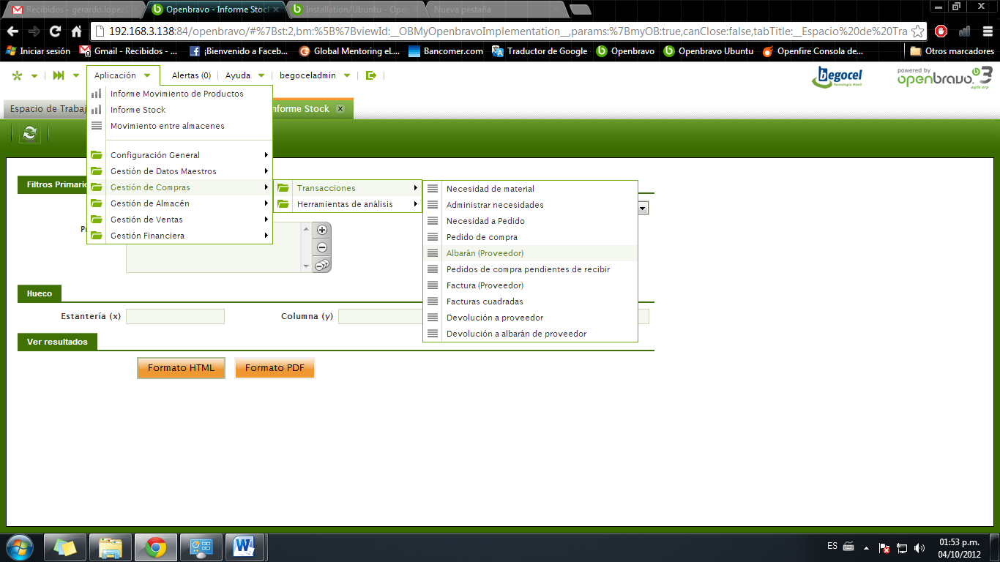 Recibidos - gerardo.lopez
Openbravo - Informe Stock
Installation/Ubuntu - Open
Nueva pestaña
192.168.3.138:84/openbravo/#%7Bst:2,bm:%5B%7BviewId:__OBMyOpenbravoImplementation__,params:%7BmyOB:true,canClose:false,tabTitle:__Espacio%20de%20Tra
Iniciar sesión
Gmail - Recibidos - ...
¡Bienvenido a Faceb...
Global Mentoring eL...
Bancomer.com
Traductor de Google
Openbravo
Openbravo Ubuntu
Openfire Consola de...
Otros marcadores
Aplicación
Alertas (0)
Ayuda
begoceladmin
begocel
Tecnología Móvil
powered by
openbravo 3
agile erp
Espacio de Trabaj
nforme Stock
Informe Movimiento de Productos
Informe Stock
Movimiento entre almacenes
Configuración General
Gestión de Datos Maestros
Gestión de Compras
Gestión de Almacén
Gestión de Ventas
Gestión Financiera
Transacciones
Herramientas de análisis
Necesidad de material
Administrar necesidades
Necesidad a Pedido
Pedido de compra
Albarán (Proveedor)
Pedidos de compra pendientes de recibir
Factura (Proveedor)
Facturas cuadradas
Devolución a proveedor
Devolución a albarán de proveedor
Filtros Primario
P
Hueco
Estantería (x)
Columna (y)
Ver resultados
Formato HTML
Formato PDF
ES
01:53 p.m.
04/10/2012